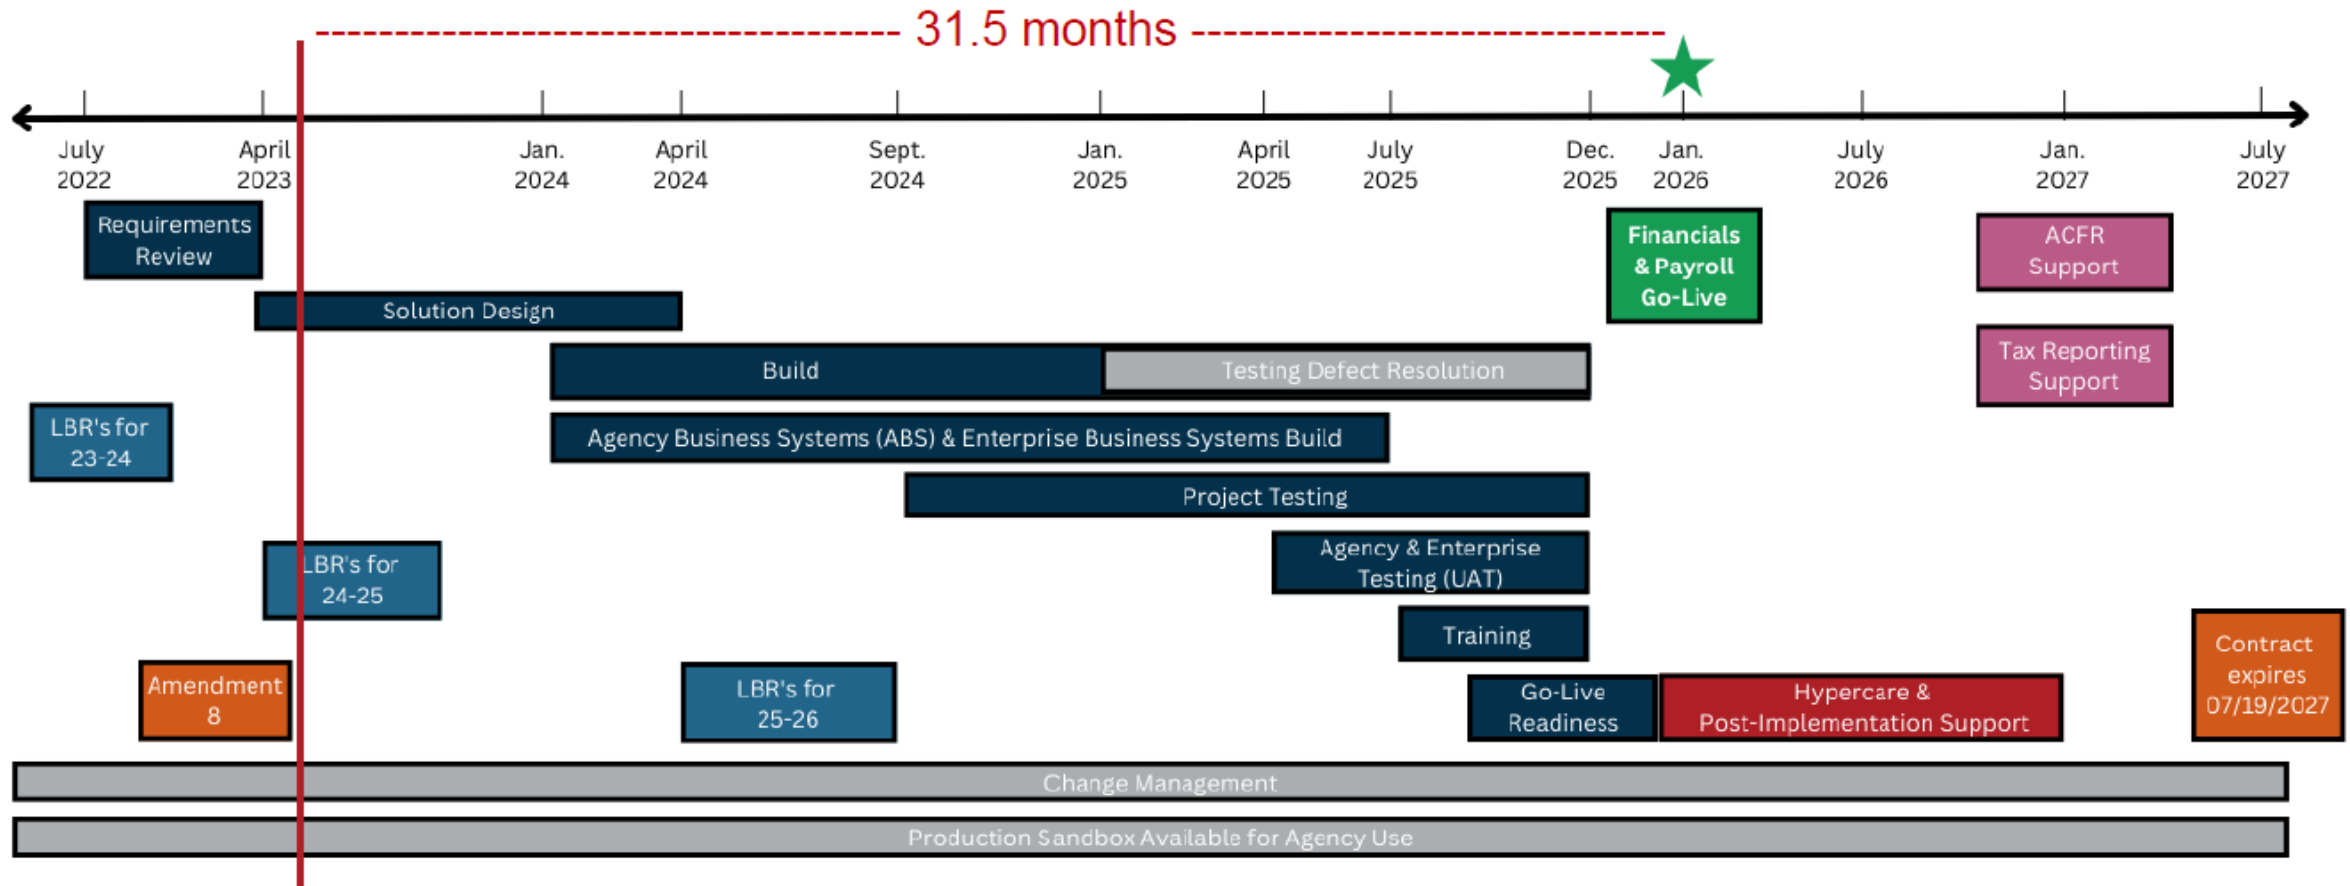 31.5 months
July
2022
April
2023
Jan.
2024
April
2024
Sept.
2024
Jan.
2025
April
2025
July
2025
Dec.
2025
Jan.
2026
July
2026
Jan.
2027
July
2027
Requirements
Review
Financials
& Payroll
Go-Live
ACFR
Support
Solution Design
Build
Testing Defect Resolution
Tax Reporting
Support
LBR's for
23-24
Agency Business Systems (ABS) & Enterprise Business Systems Build
Project Testing
LBR's for
24-25
Agency & Enterprise
Testing (UAT)
Training
Amendment
8
LBR's for
25-26
Go-Live
Readiness
Hypercare &
Post-Implementation Support
Contract
expires
07/19/2027
Change Management
Production Sandbox Available for Agency Use